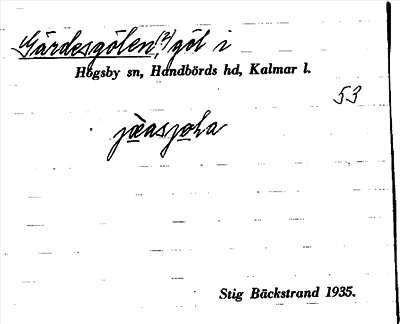 Gärdesgölen, (?) göl i
Högsby sn, Handbörds hd, Kalmar l.
53
Stig Bäckstrand 1935.